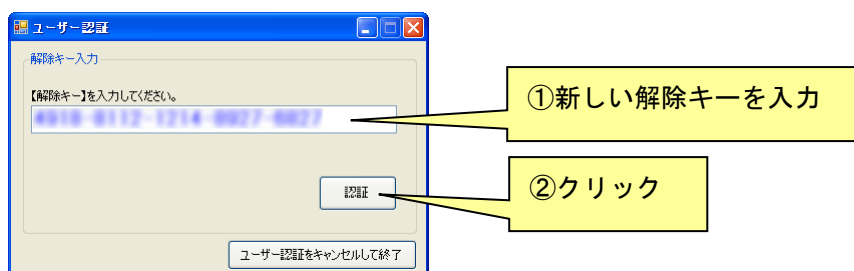 ユーザー認証
解除キー入力
【解除キー】を入力してください。
①新しい解除キーを入力
認証
②クリック
ユーザー認証をキャンセルして終了